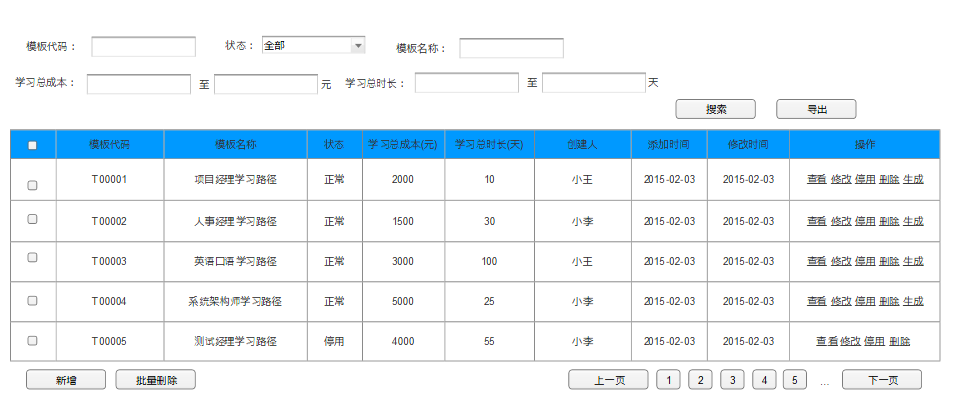 模板代码： 状态： 全部 模板名称：
学习总成本： 至 元 学习总时长： 至 天
搜索 导出
模板代码 模板名称 状态 学习总成本(元) 学习总时长(天) 创建人 添加时间 修改时间 操作
T00001 项目经理学习路径 正常 2000 10 小王 2015-02-03 2015-02-03 查看 修改 停用 删除 生成
T00002 人事经理学习路径 正常 1500 30 小李 2015-02-03 2015-02-03 查看 修改 停用 删除 生成
T00003 英语口语学习路径 正常 3000 100 小王 2015-02-03 2015-02-03 查看 修改 停用 删除 生成
T00004 系统架构师学习路径 正常 5000 25 小李 2015-02-03 2015-02-03 查看 修改 停用 删除 生成
T00005 测试经理学习路径 停用 4000 55 小李 2015-02-03 2015-02-03 查看 修改 停用 删除
新增 批量删除 上一页 1 2 3 4 5 ... 下一页